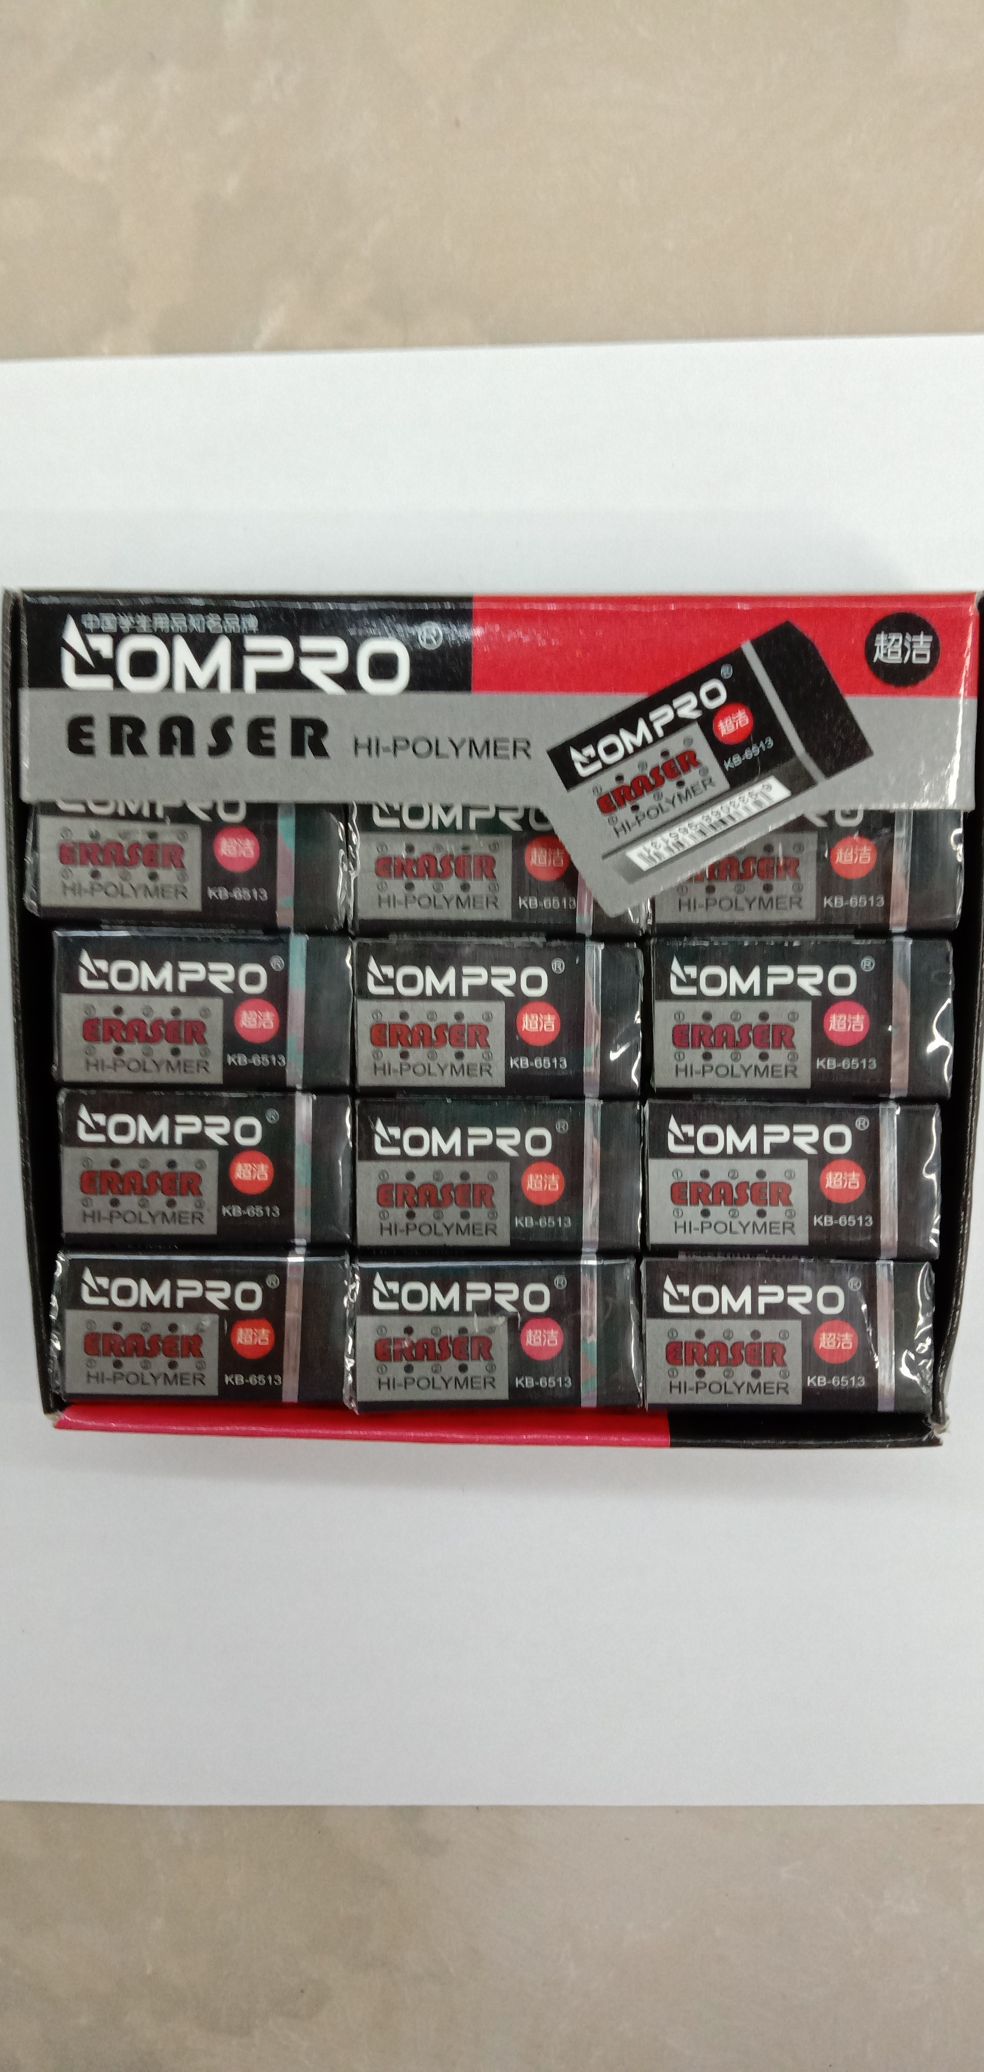 中国学生用品知名品牌
COMPRO®
超洁
ERASER HI-POLYMER
COMPRO®
超洁
ERASER
KB-6513
HI-POLYMER
COMPRO
ERASER 超洁
HI-POLYMER KB-6513
COMPRO
ERASER 超洁
HI-POLYMER KB-6513
ERASER 超洁
HI-POLYMER KB-6513
COMPRO®
ERASER 超洁
HI-POLYMER KB-6513
COMPRO®
ERASER 超洁
HI-POLYMER KB-6513
COMPRO®
ERASER 超洁
HI-POLYMER KB-6513
COMPRO®
ERASER 超洁
HI-POLYMER KB-6513
COMPRO®
ERASER 超洁
HI-POLYMER KB-6513
COMPRO®
ERASER 超洁
HI-POLYMER KB-6513
COMPRO®
ERASER 超洁
HI-POLYMER KB-6513
COMPRO®
ERASER 超洁
HI-POLYMER KB-6513
COMPRO®
ERASER 超洁
HI-POLYMER KB-6513